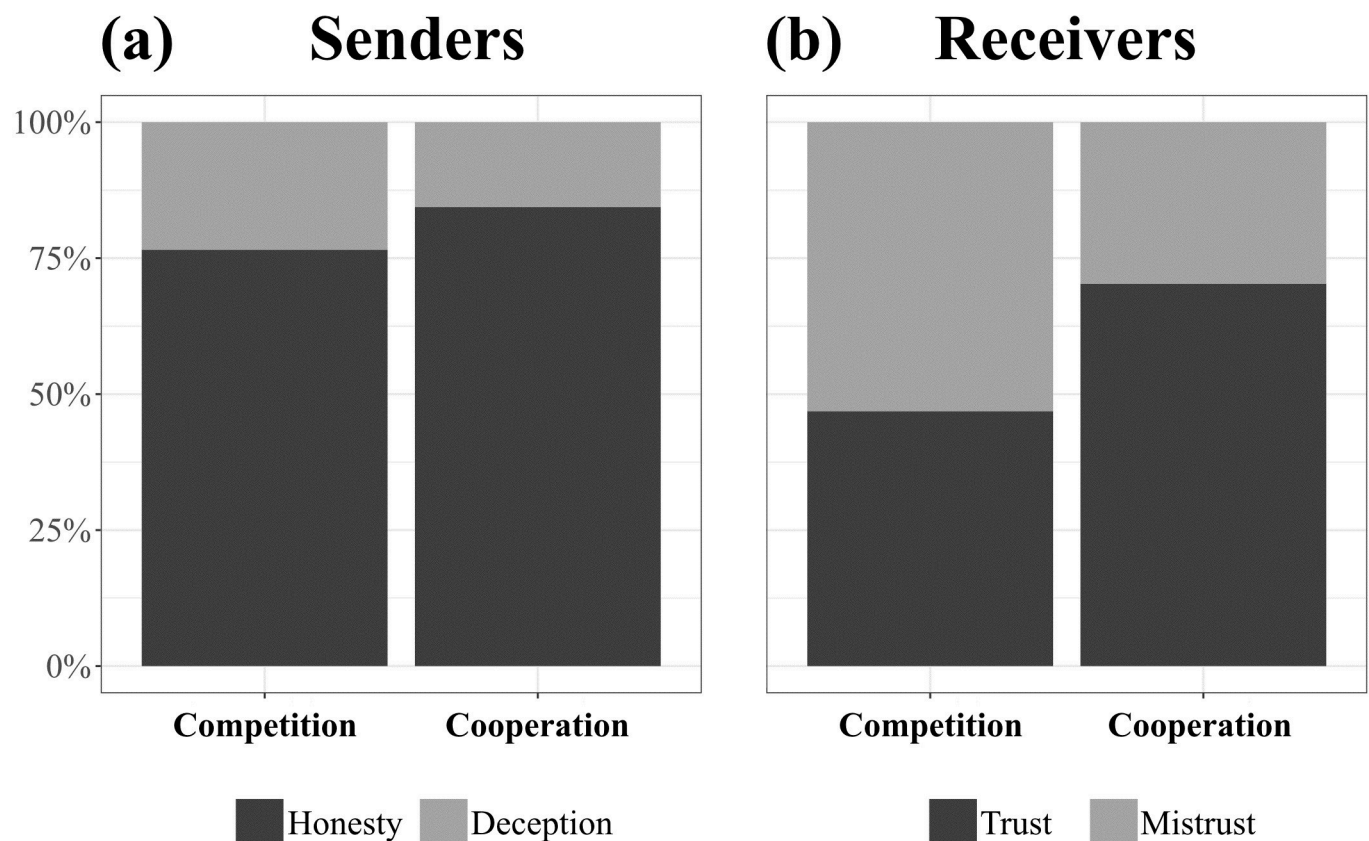 (a) Senders
(b) Receivers
100%
75%
50%
25%
0%
Competition Cooperation
Competition Cooperation
Honesty Deception
Trust Mistrust